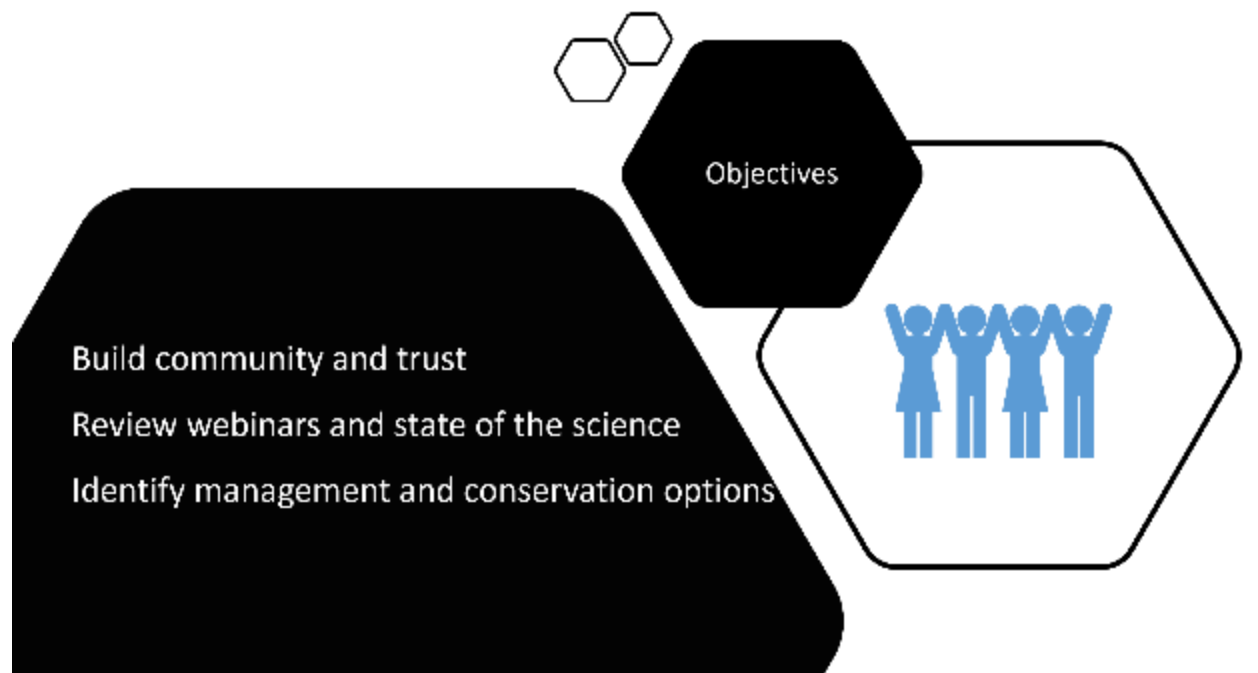 Objectives
Build community and trust
Review webinars and state of the science
Identify management and conservation options